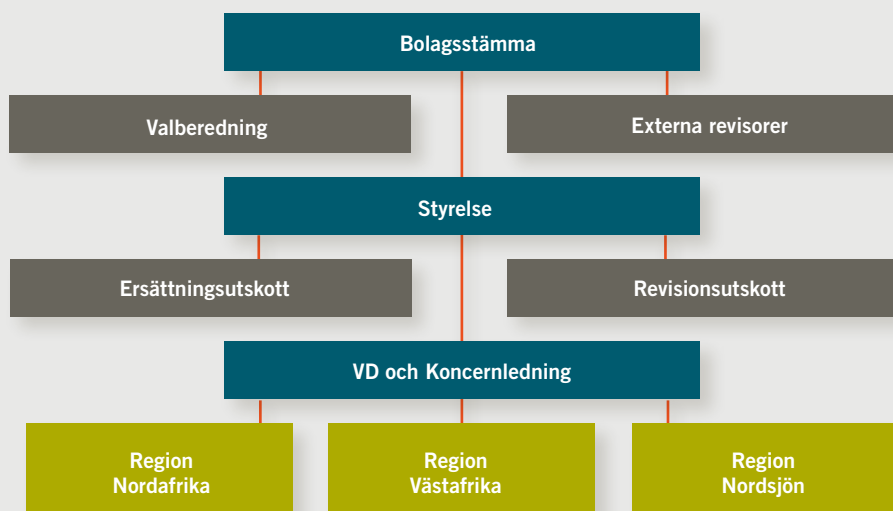 Bolagsstämma
Valberedning
Externa revisorer
Styrelse
Ersättningsutskott
Revisionsutskott
VD och Koncernledning
Region
Nordafrika
Region
Västafrika
Region
Nordsjön